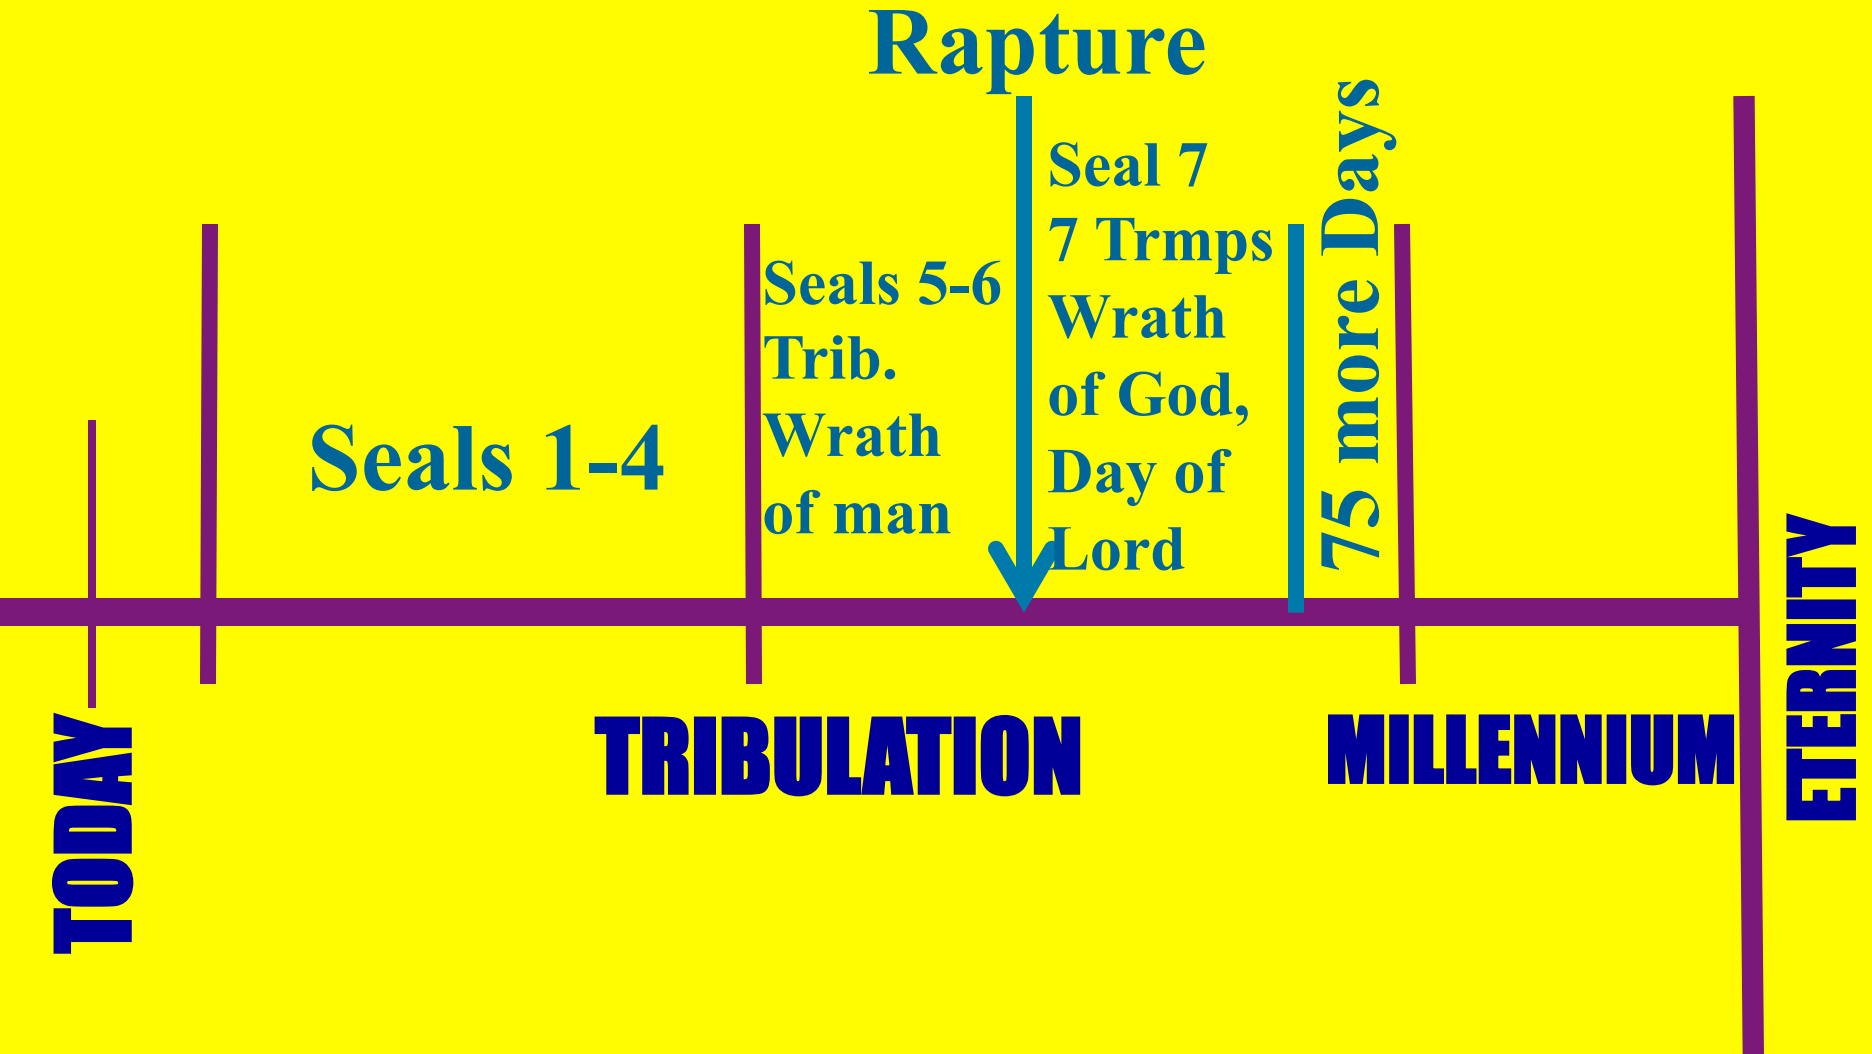 Rapture
Seals 1-4
Seals 5-6
Trib.
Wrath
of man
Seal 7
7 Trmps
Wrath
of God,
Day of
Lord
75 more Days
TODAY
TRIBULATION
MILLENNIUM
ETERNITY